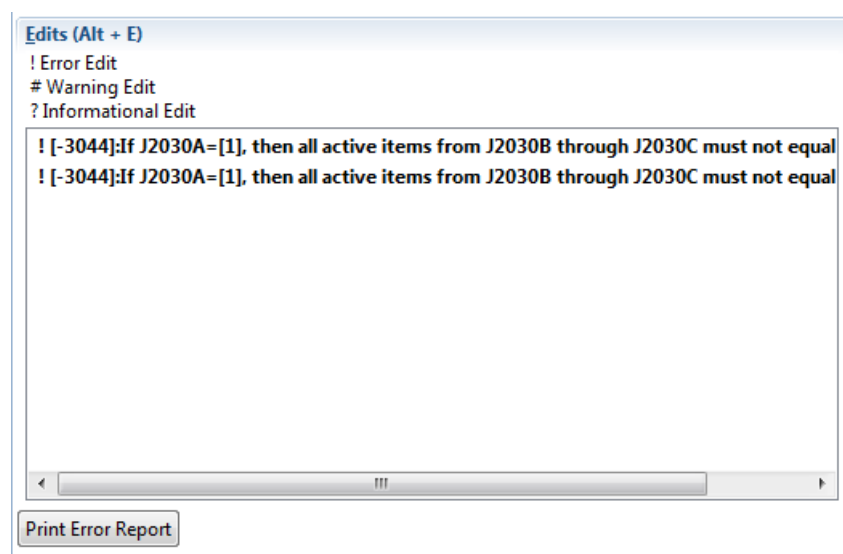 Edits (Alt + E)
! Error Edit
# Warning Edit
? Informational Edit
! [-3044]:If J2030A=[1], then all active items from J2030B through J2030C must not equal
! [-3044]:If J2030A=[1], then all active items from J2030B through J2030C must not equal
Print Error Report